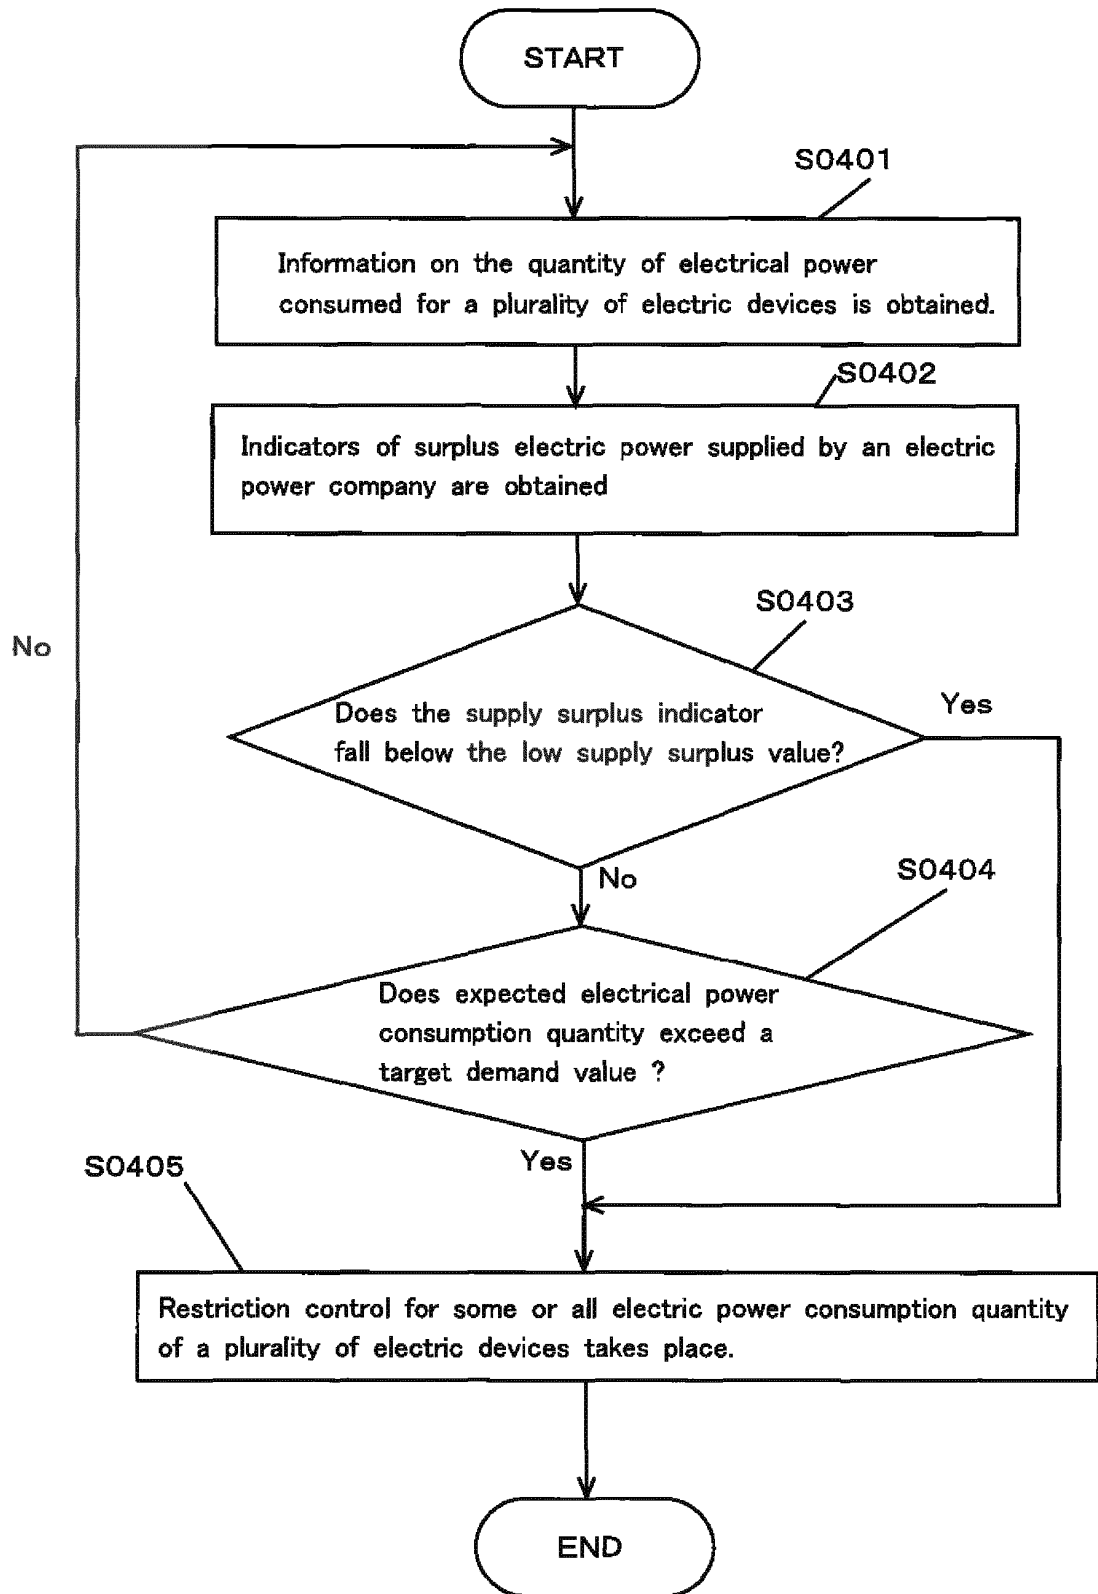 START
S0401
Information on the quantity of electrical power
consumed for a plurality of electric devices is obtained.
S0402
Indicators of surplus electric power supplied by an electric
power company are obtained
S0403
No
Yes
Does the supply surplus indicator
fall below the low supply surplus value?
No
S0404
Does expected electrical power
consumption quantity exceed a
target demand value ?
Yes
S0405
Restriction control for some or all electric power consumption quantity
of a plurality of electric devices takes place.
END